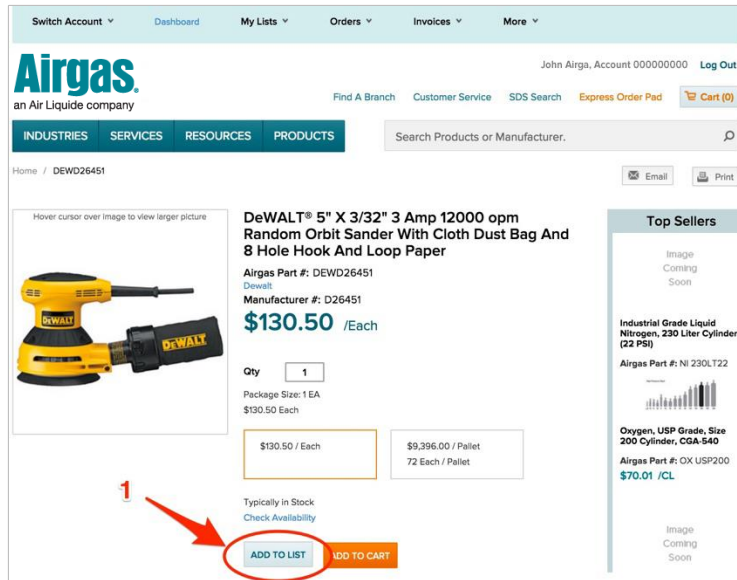 Switch Account
Dashboard
My Lists
Orders
Invoices
More
John Airga, Account 000000000 Log Out
Airgas.
an Air Liquide company
Find A Branch
Customer Service
SDS Search
Express Order Pad
Cart (0)
INDUSTRIES
SERVICES
RESOURCES
PRODUCTS
Search Products or Manufacturer.
Home / DEWD26451
Email
Print
Hover cursor over image to view larger picture
DEWALT
DEWALT
DeWALT® 5" X 3/32" 3 Amp 12000 opm
Random Orbit Sander With Cloth Dust Bag And
8 Hole Hook And Loop Paper
Airgas Part #: DEWD26451
Dewalt
Manufacturer #: D26451
$130.50 /Each
Qty 1
Package Size: 1 EA
$130.50 Each
$130.50 / Each
$9,396.00 / Pallet
72 Each / Pallet
1
Typically in Stock
Check Availability
ADD TO LIST
ADD TO CART
Top Sellers
Image
Coming
Soon
Industrial Grade Liquid
Nitrogen, 230 Liter Cylinder
(22 PSI)
Airgas Part #: NI 230LT22
Oxygen, USP Grade, Size
200 Cylinder, CGA-540
Airgas Part #: OX USP200
$70.01 /CL
Image
Coming
Soon